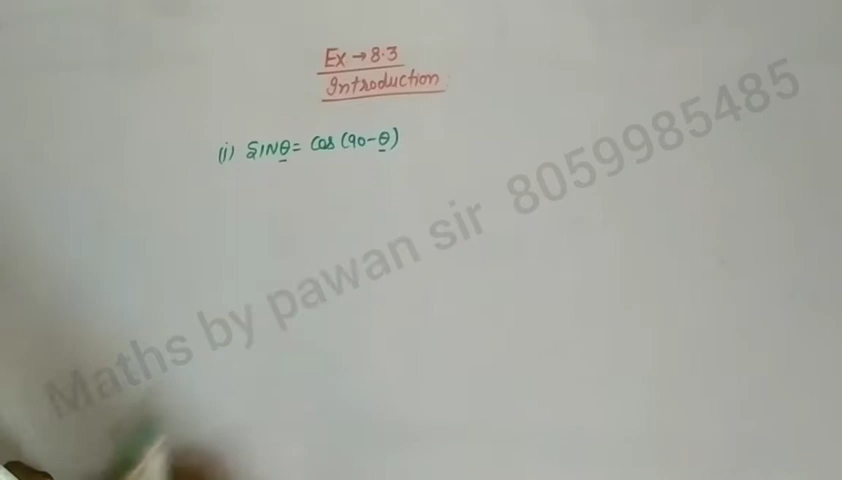 Ex → 8.3
Introduction
(i) SINθ = Cos (90-θ)
Maths by pawan sir 8059985485